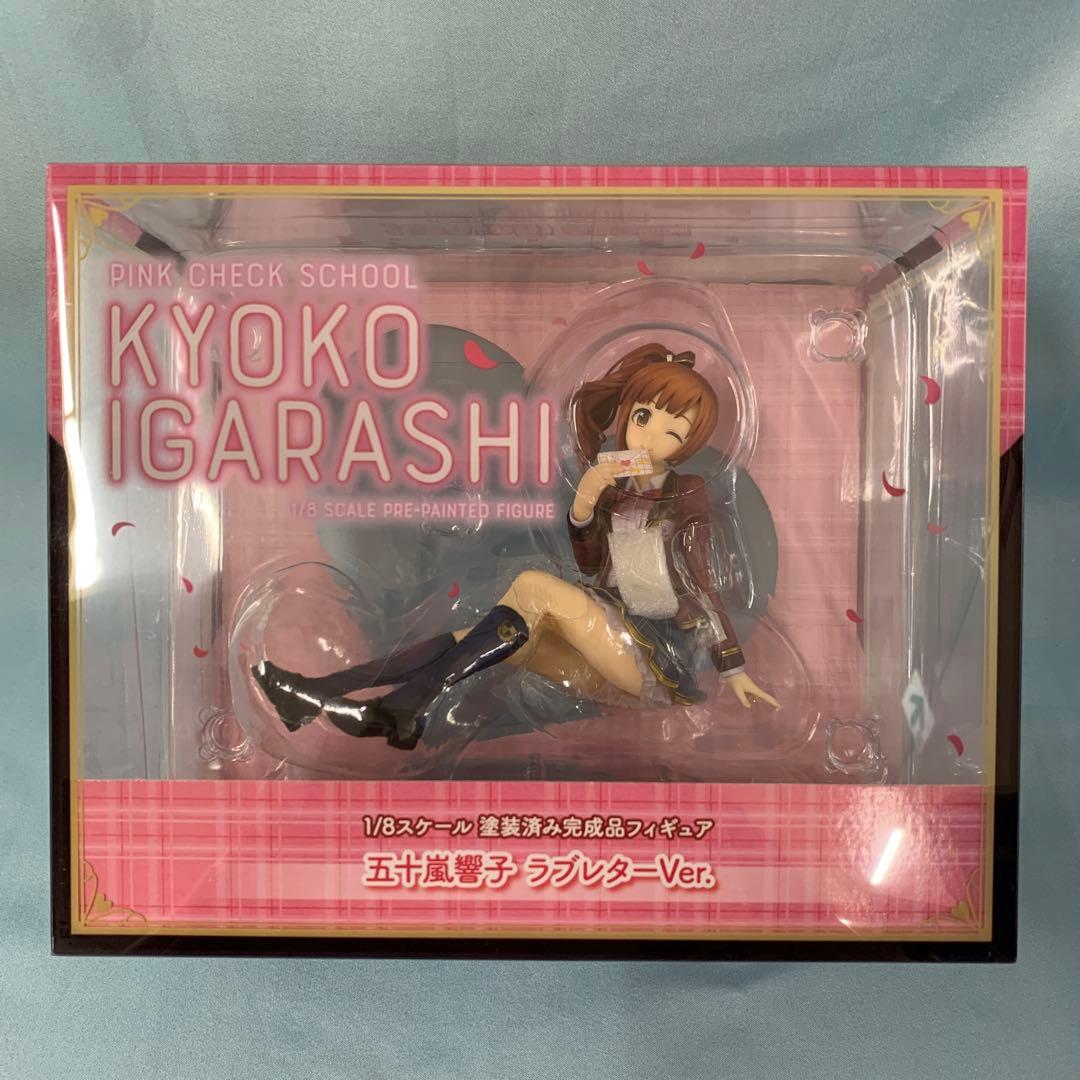 PINK CHECK SCHOOL
KYOKO
IGARASHI
1/8 SCALE PRE-PAINTED FIGURE
1/8スケール 塗装済み完成品フィギュア
五十嵐響子 ラブレターVer.